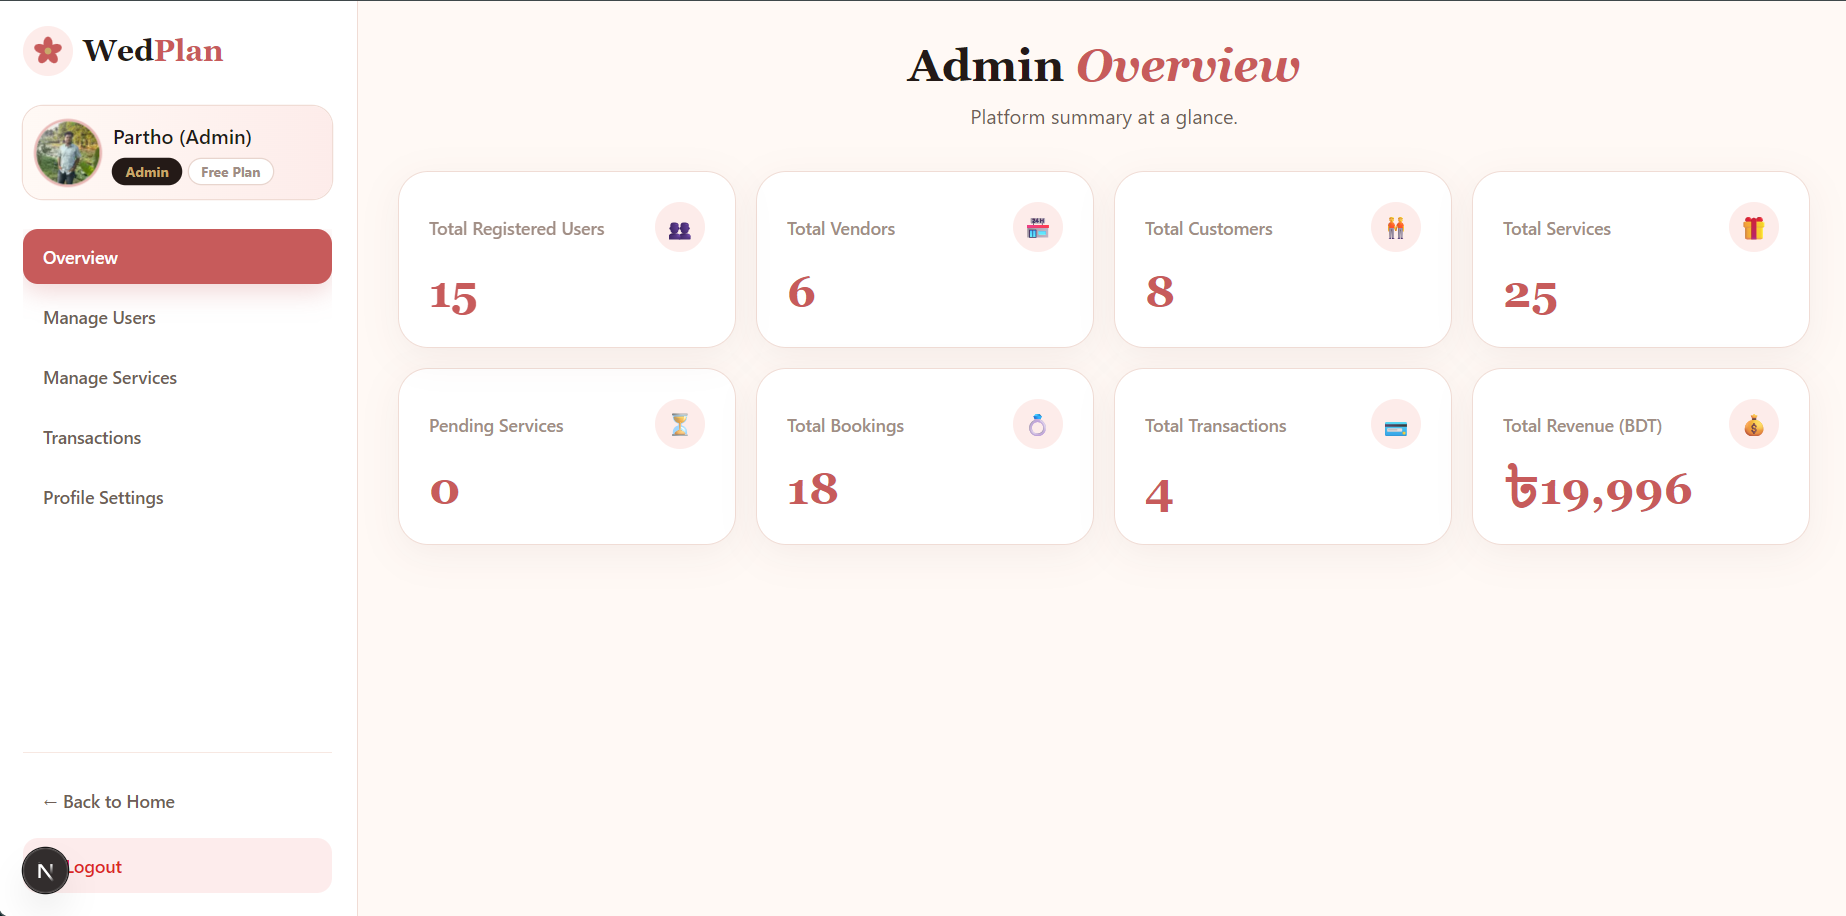 WedPlan
Partho (Admin)
Admin
Free Plan
Overview
Manage Users
Manage Services
Transactions
Profile Settings
← Back to Home
Logout
N
Admin Overview
Platform summary at a glance.
Total Registered Users
15
Total Vendors
6
Total Customers
8
Total Services
25
Pending Services
0
Total Bookings
18
Total Transactions
4
Total Revenue (BDT)
৳19,996